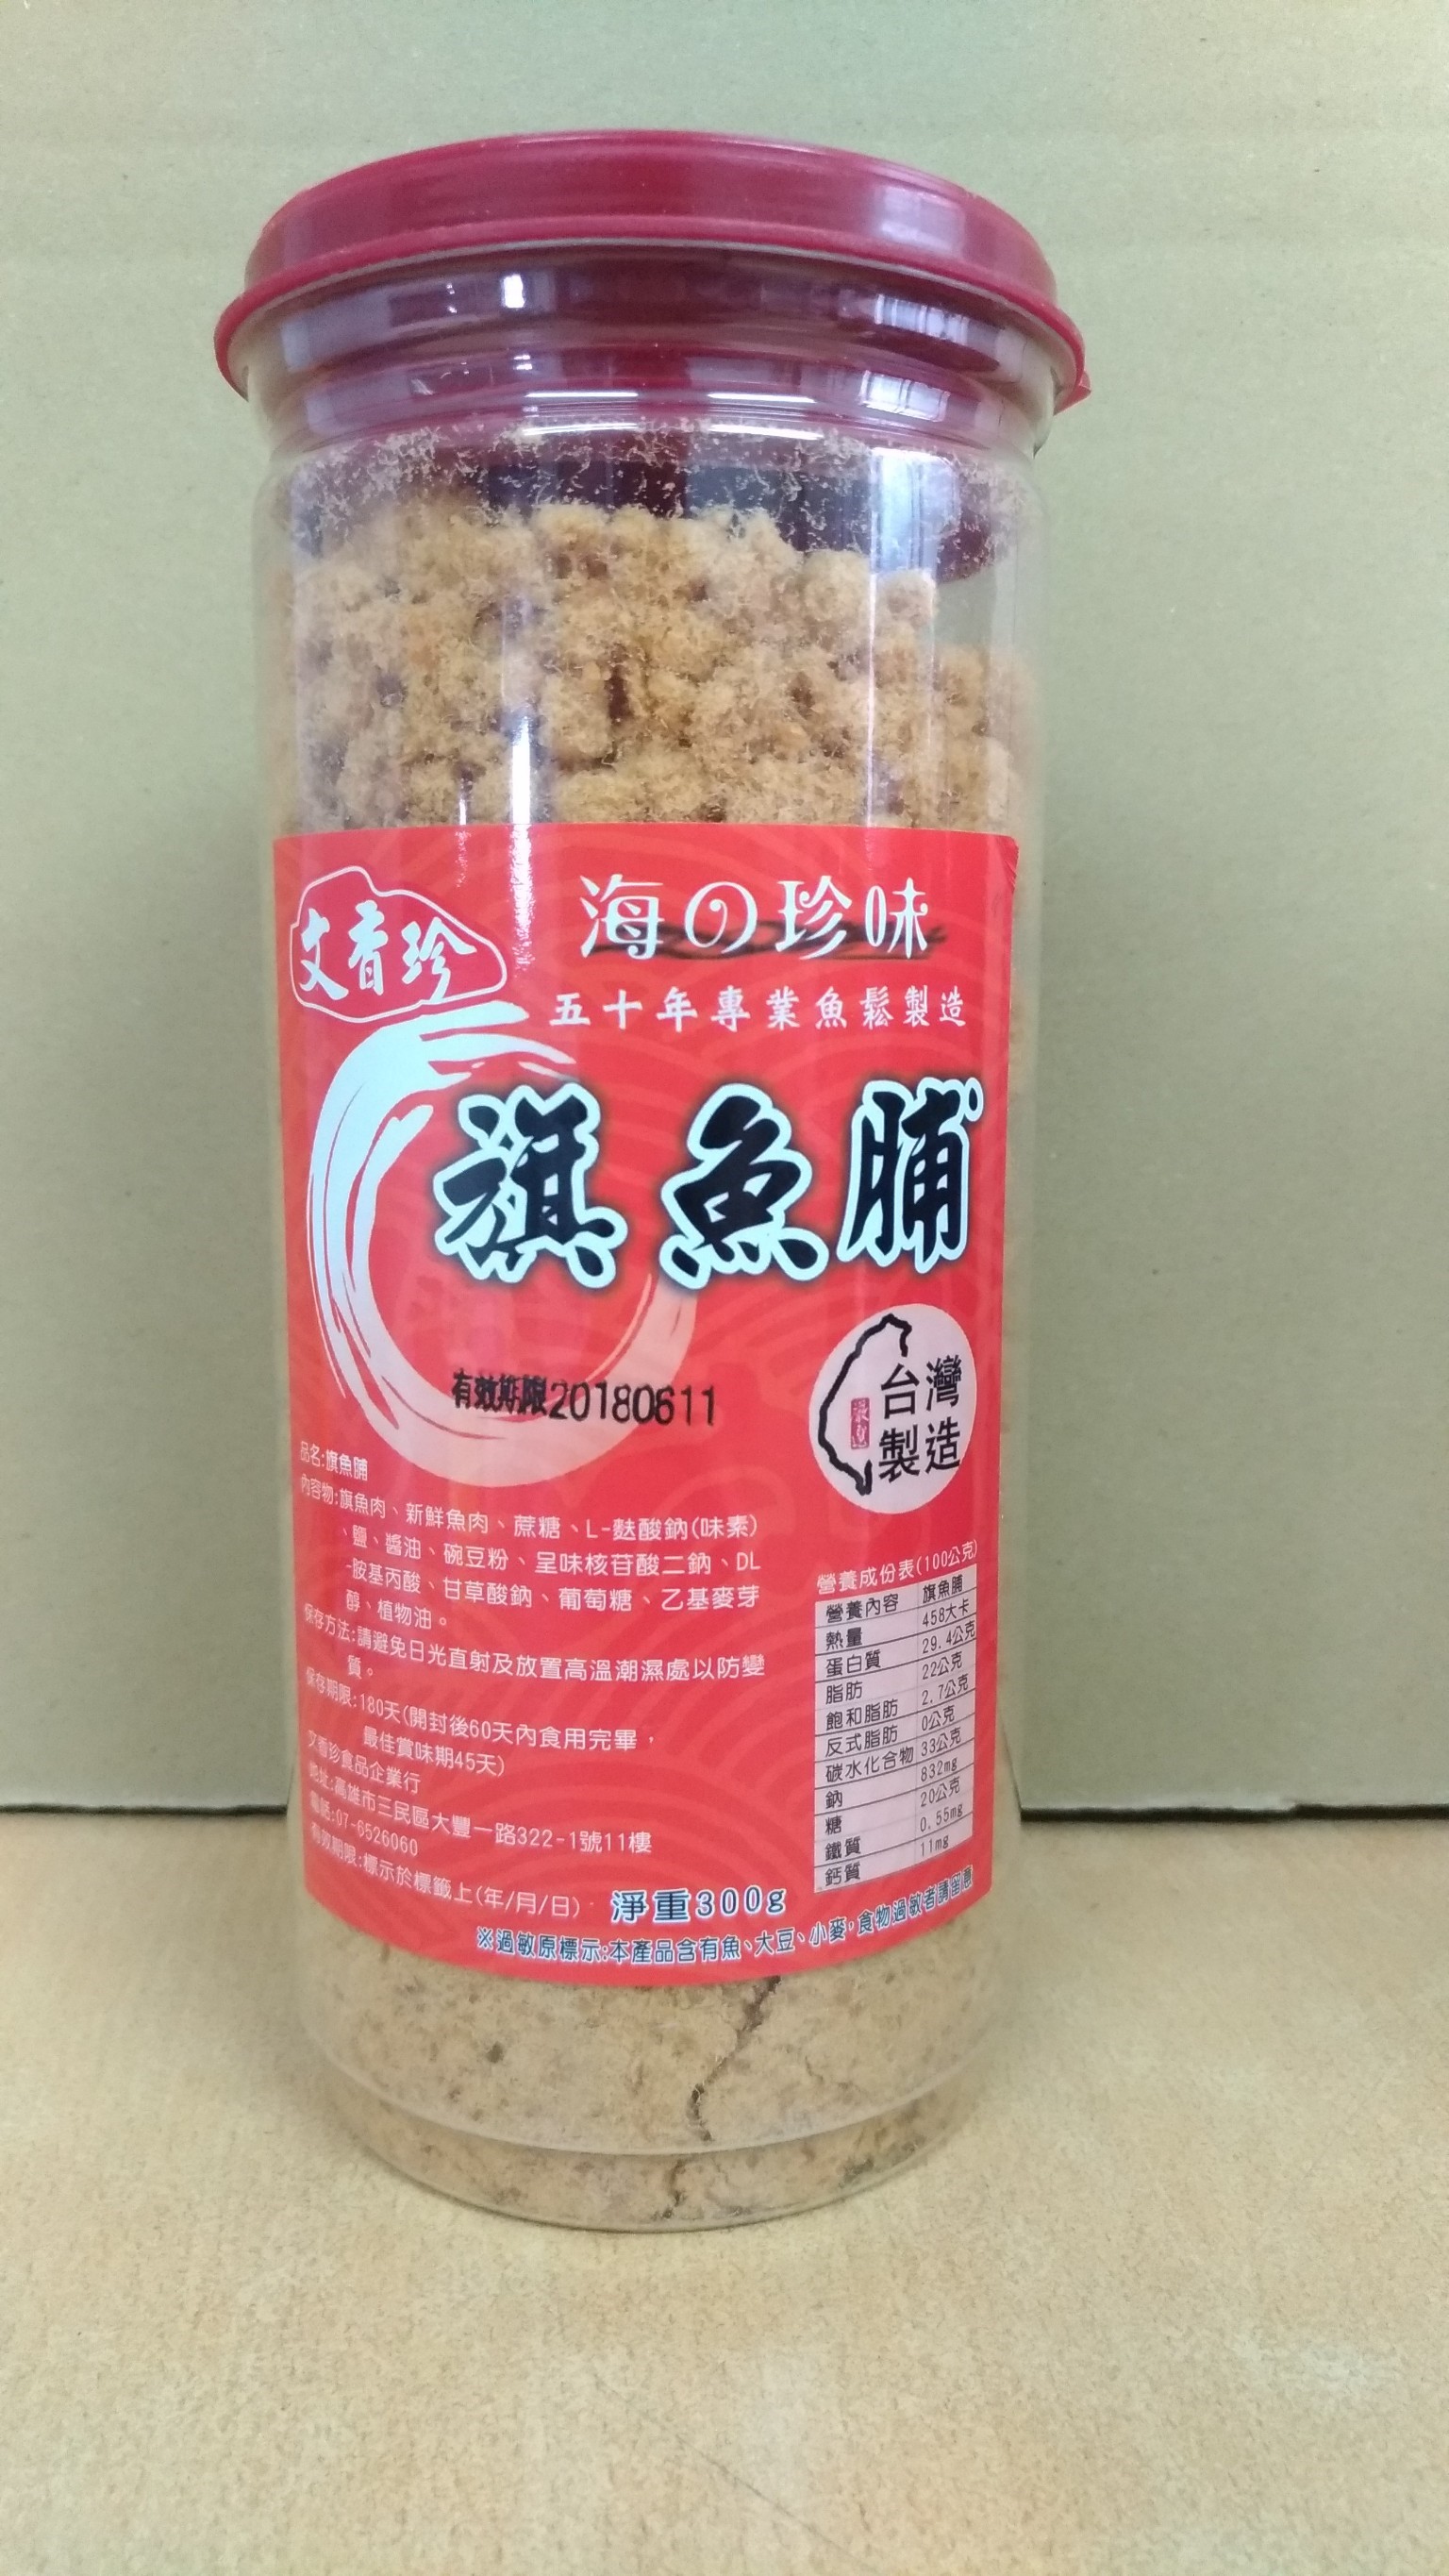 文香珍
海の珍味
五十年專業魚鬆製造
旗魚脯
有效期限20180611
台灣
製造
品名:旗魚脯
內容物:旗魚肉、新鮮魚肉、蔗糖、L-麩酸鈉(味素)
、鹽、醬油、碗豆粉、呈味核苷酸二鈉、DL
-胺基丙酸、甘草酸鈉、葡萄糖、乙基麥芽
醇、植物油。
保存方法:請避免日光直射及放置高溫潮濕處以防變
質。
保存期限:180天(開封後60天內食用完畢，
最佳賞味期45天)
文香珍食品企業行
地址:高雄市三民區大豐一路322-1號11樓
電話:07-6526060
有效期限:標示於標籤上(年/月/日)
淨重300g
營養成份表(100公克)
營養內容 旗魚脯
熱量 458大卡
蛋白質 29.4公克
脂肪 22公克
飽和脂肪 2.7公克
反式脂肪 0公克
碳水化合物 33公克
鈉 832mg
糖 20公克
鐵質 0.55mg
鈣質 11mg
※過敏原標示:本產品含有魚、大豆、小麥，食物過敏者請留意